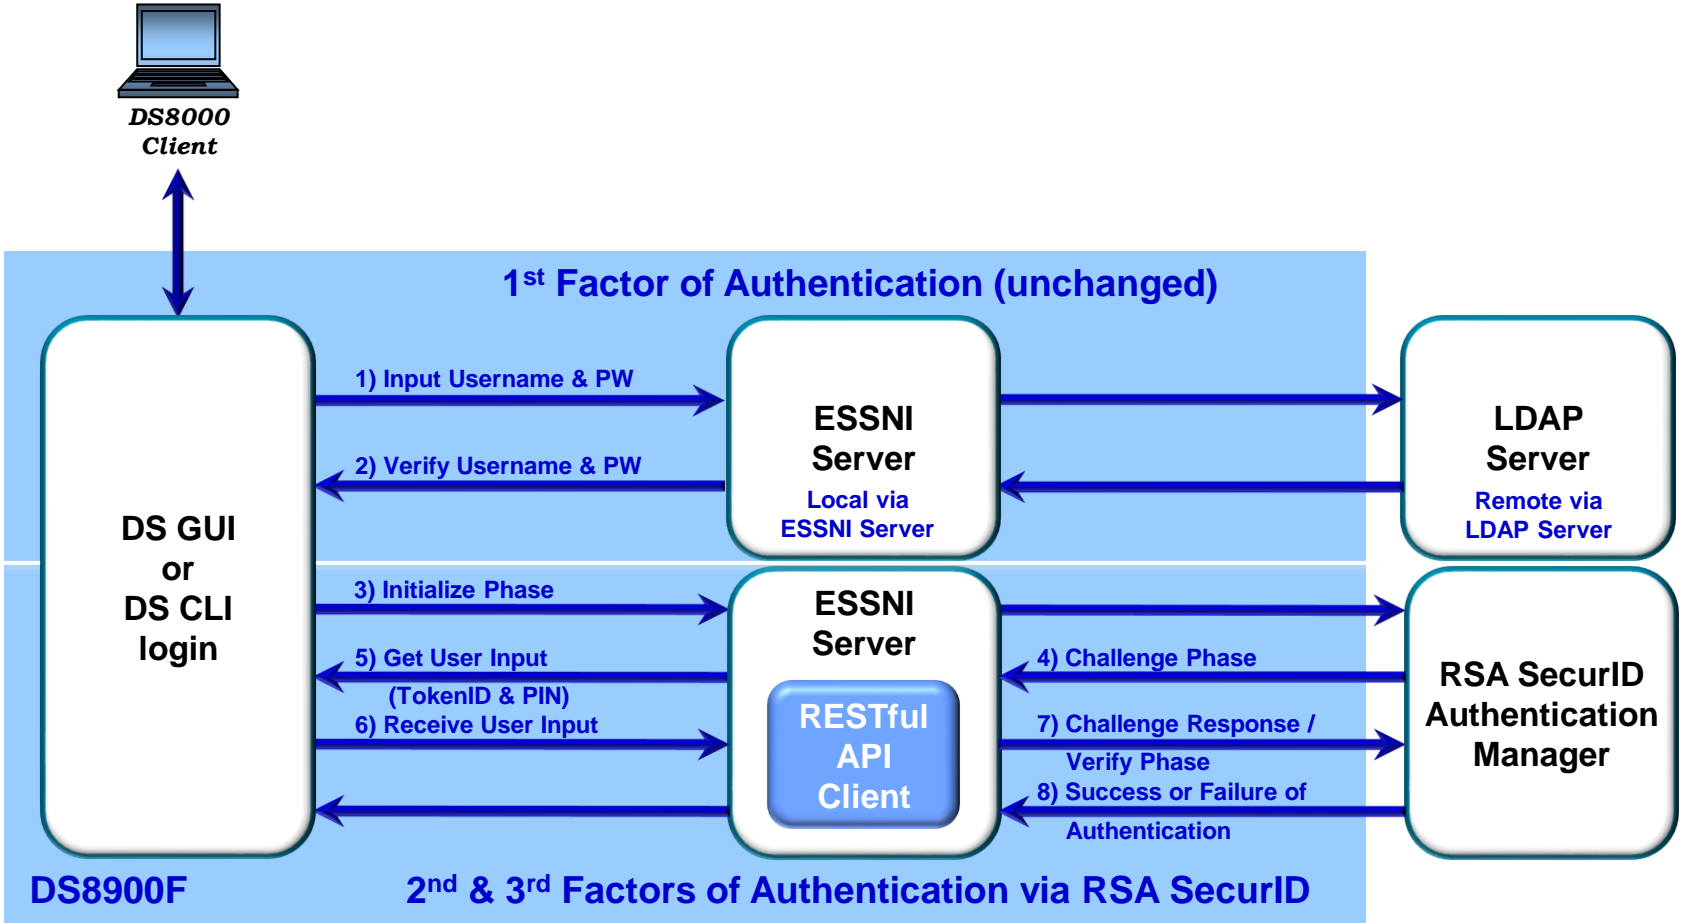 DS8000
Client
1st Factor of Authentication (unchanged)
1) Input Username & PW
2) Verify Username & PW
ESSNI
Server
Local via
ESSNI Server
LDAP
Server
Remote via
LDAP Server
DS GUI
or
DS CLI
login
3) Initialize Phase
5) Get User Input
(TokenID & PIN)
6) Receive User Input
ESSNI
Server
RESTful
API
Client
4) Challenge Phase
7) Challenge Response /
Verify Phase
8) Success or Failure of
Authentication
RSA SecurID
Authentication
Manager
DS8900F
2nd & 3rd Factors of Authentication via RSA SecurID